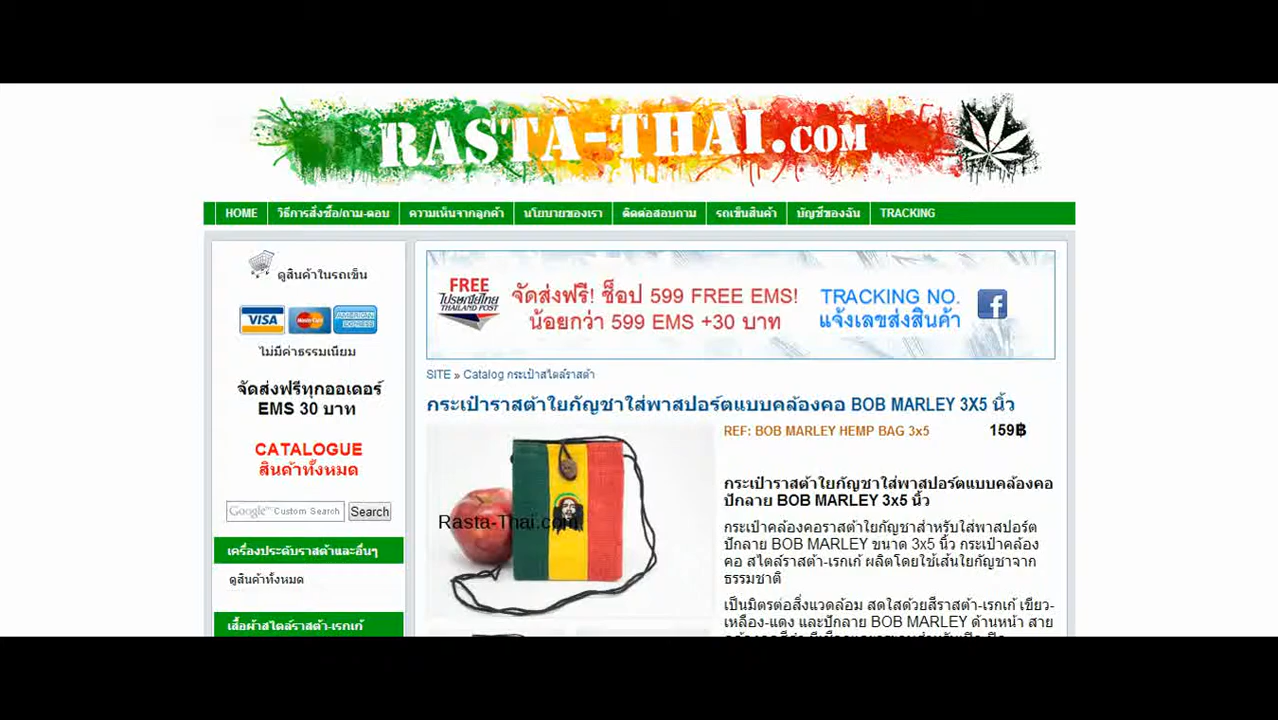 RASTA-THAI.COM
HOME
วิธีการสั่งซื้อ/ถาม-ตอบ
ความเห็นจากลูกค้า
นโยบายของเรา
ติดต่อสอบถาม
รถเข็นสินค้า
บัญชีของฉัน
TRACKING
ดูสินค้าในรถเข็น
VISA
MasterCard
AMERICAN EXPRESS
ไม่มีค่าธรรมเนียม
จัดส่งฟรีทุกออเดอร์
EMS 30 บาท
CATALOGUE
สินค้าทั้งหมด
Google™ Custom Search
Search
เครื่องประดับราสต้าและอื่นๆ
ดูสินค้าทั้งหมด
เสื้อผ้าสไตล์ราสต้า-เรกเก้
FREE
ไปรษณีย์ไทย
THAILAND POST
จัดส่งฟรี! ช็อป 599 FREE EMS!
น้อยกว่า 599 EMS +30 บาท
TRACKING NO.
แจ้งเลขส่งสินค้า
f
SITE » Catalog กระเป๋าสไตล์ราสต้า
กระเป๋าราสต้าใยกัญชาใส่พาสปอร์ตแบบคล้องคอ BOB MARLEY 3X5 นิ้ว
Rasta-Thai.com
REF: BOB MARLEY HEMP BAG 3x5
159฿
กระเป๋าราสต้าใยกัญชาใส่พาสปอร์ตแบบคล้องคอ
ปักลาย BOB MARLEY 3x5 นิ้ว
กระเป๋าคล้องคอราสต้าใยกัญชาสำหรับใส่พาสปอร์ต
ปักลาย BOB MARLEY ขนาด 3x5 นิ้ว กระเป๋าคล้อง
คอ สไตล์ราสต้า-เรกเก้ ผลิตโดยใช้เส้นใยกัญชาจาก
ธรรมชาติ
เป็นมิตรต่อสิ่งแวดล้อม สดใสด้วยสีราสต้า-เรกเก้ เขียว-
เหลือง-แดง และปักลาย BOB MARLEY ด้านหน้า สาย